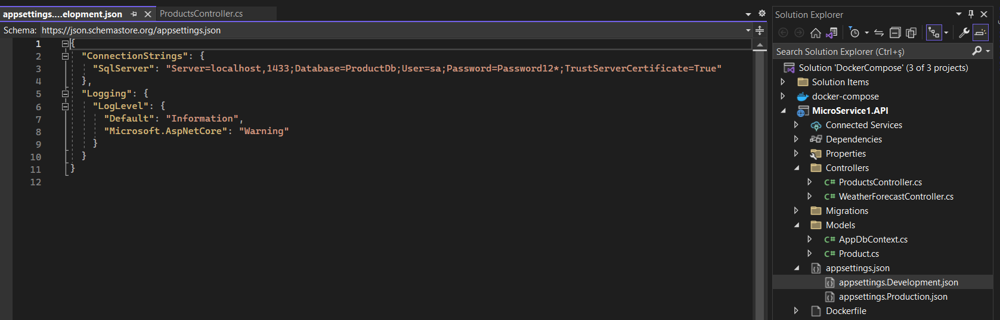 appsettings....elopment.json
ProductsController.cs
Schema: https://json.schemastore.org/appsettings.json
1 {
2 "ConnectionStrings": {
3 "SqlServer": "Server=localhost,1433;Database=ProductDb;User=sa;Password=Password12*;TrustServerCertificate=True"
4 },
5 "Logging": {
6 "LogLevel": {
7 "Default": "Information",
8 "Microsoft.AspNetCore": "Warning"
9 }
10 }
11 }
12
Solution Explorer
Search Solution Explorer (Ctrl+ş)
Solution 'DockerCompose' (3 of 3 projects)
Solution Items
docker-compose
MicroService1.API
Connected Services
Dependencies
Properties
Controllers
C# ProductsController.cs
C# WeatherForecastController.cs
Migrations
Models
C# AppDbContext.cs
C# Product.cs
appsettings.json
appsettings.Development.json
appsettings.Production.json
Dockerfile